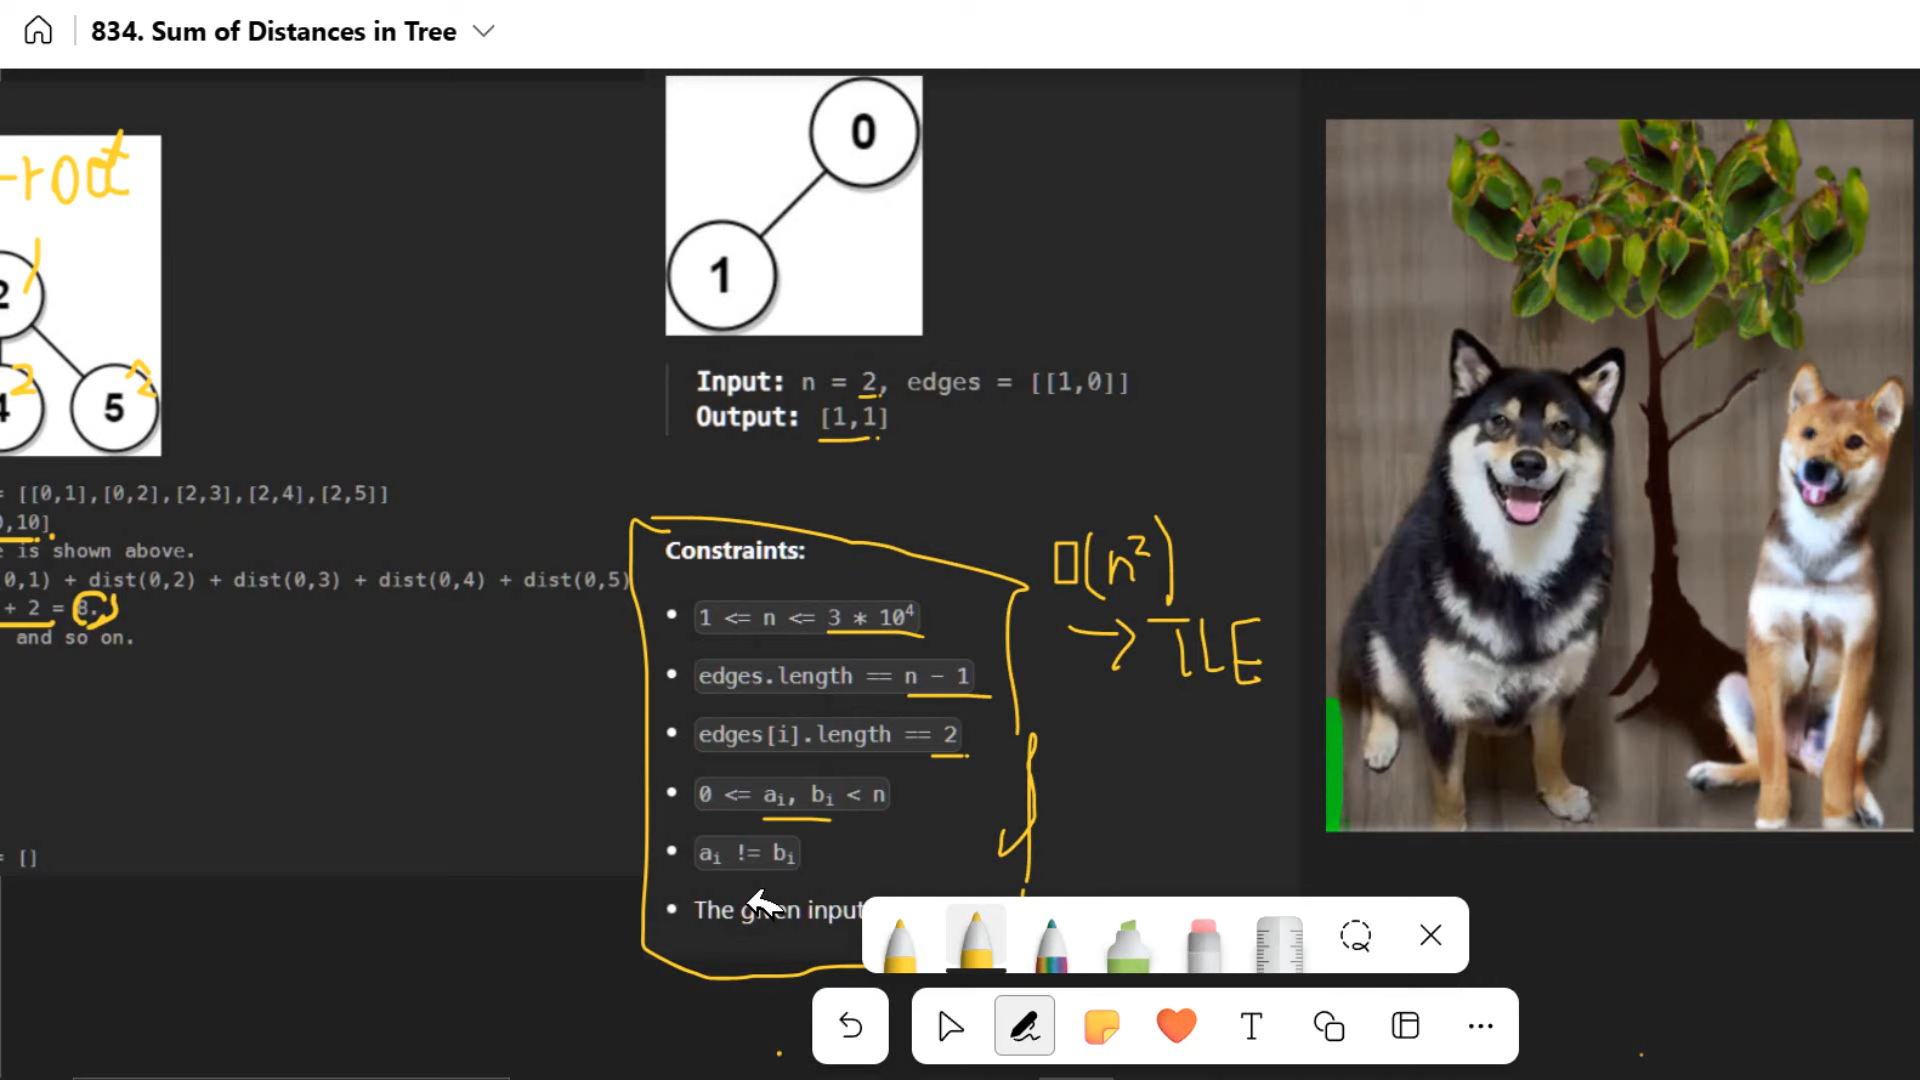 834. Sum of Distances in Tree
-root
2
1
4
2
5
2
= [[0,1],[0,2],[2,3],[2,4],[2,5]]
,10]
is shown above.
0,1) + dist(0,2) + dist(0,3) + dist(0,4) + dist(0,5)
+ 2 = 8.
and so on.
= []
0
1
Input: n = 2, edges = [[1,0]]
Output: [1,1]
Constraints:
• 1 <= n <= 3 * 10⁴
• edges.length == n - 1
• edges[i].length == 2
• 0 <= aᵢ, bᵢ < n
• aᵢ != bᵢ
• The given input
O(n²)
→ TLE
T